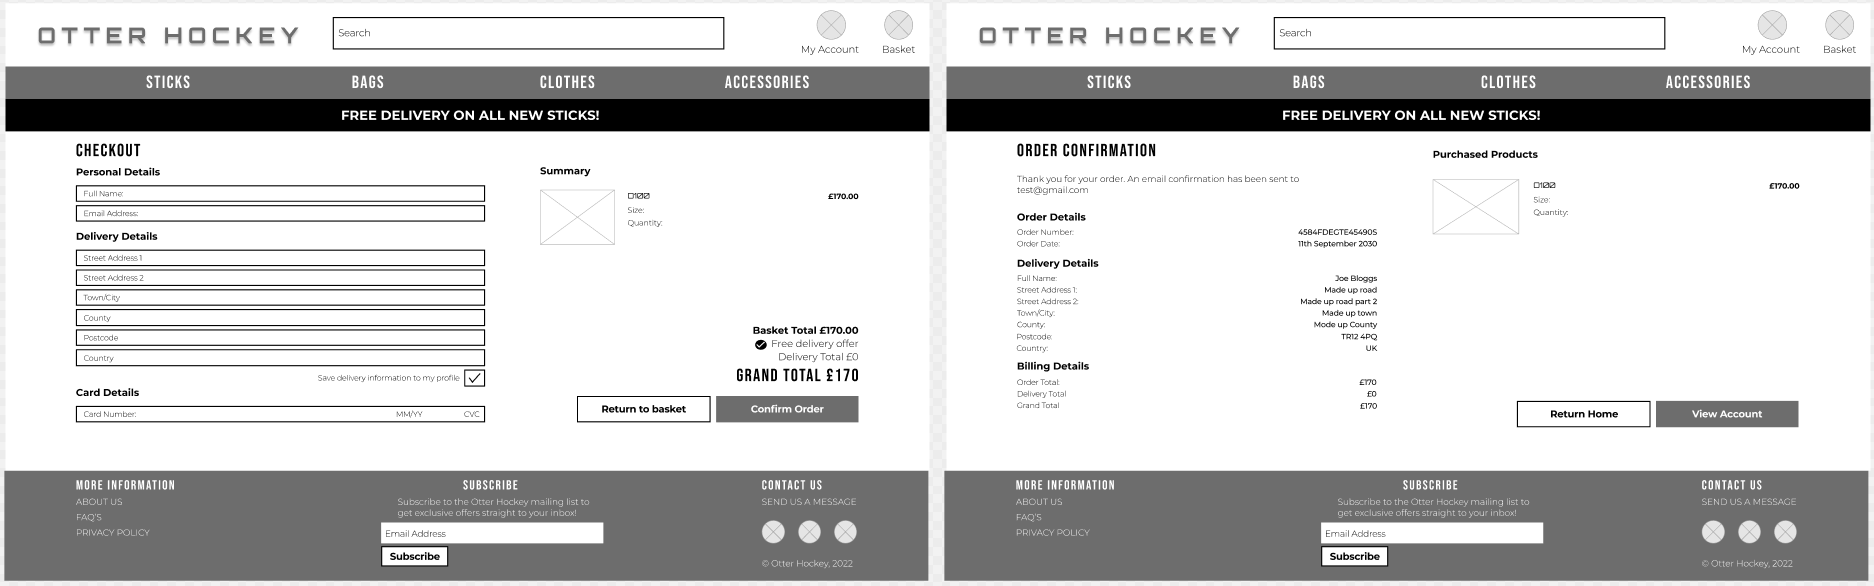 OTTER HOCKEY
Search
My Account
Basket
STICKS BAGS CLOTHES ACCESSORIES
FREE DELIVERY ON ALL NEW STICKS!
CHECKOUT
Personal Details
Full Name:
Email Address:
Delivery Details
Street Address 1
Street Address 2
Town/City
County
Postcode
Country
Save delivery information to my profile
Card Details
Card Number: MM/YY CVC
Summary
D100 £170.00
Size:
Quantity:
Basket Total £170.00
Free delivery offer
Delivery Total £0
GRAND TOTAL £170
Return to basket
Confirm Order
MORE INFORMATION
ABOUT US
FAQ'S
PRIVACY POLICY
SUBSCRIBE
Subscribe to the Otter Hockey mailing list to
get exclusive offers straight to your inbox!
Email Address
Subscribe
CONTACT US
SEND US A MESSAGE
© Otter Hockey, 2022
OTTER HOCKEY
Search
My Account
Basket
STICKS BAGS CLOTHES ACCESSORIES
FREE DELIVERY ON ALL NEW STICKS!
ORDER CONFIRMATION
Thank you for your order. An email confirmation has been sent to
test@gmail.com
Order Details
Order Number: 4584FDEGTE45490S
Order Date: 11th September 2030
Delivery Details
Full Name: Joe Bloggs
Street Address 1: Made up road
Street Address 2: Made up road part 2
Town/City: Made up town
County: Mode up County
Postcode: TR12 4PQ
Country: UK
Billing Details
Order Total: £170
Delivery Total £0
Grand Total £170
Purchased Products
D100 £170.00
Size:
Quantity:
Return Home
View Account
MORE INFORMATION
ABOUT US
FAQ'S
PRIVACY POLICY
SUBSCRIBE
Subscribe to the Otter Hockey mailing list to
get exclusive offers straight to your inbox!
Email Address
Subscribe
CONTACT US
SEND US A MESSAGE
© Otter Hockey, 2022